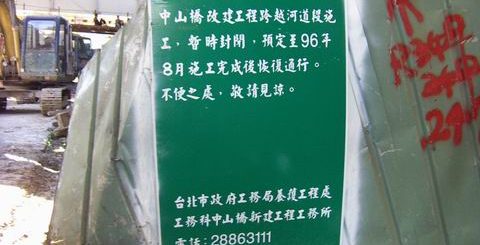 中山橋改建工程跨越河道段施
工，暫時封閉，預定至96年
8月施工完成後恢復通行。
不便之處，敬請見諒。
台北市政府工務局養護工程處
工務科中山橋新建工程工務所
電話：28863111